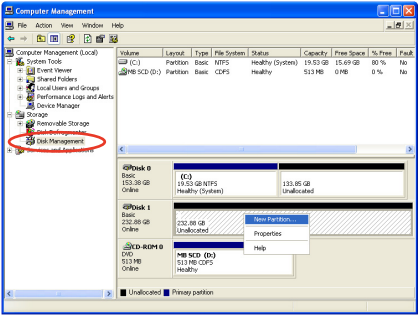 Computer Management
File Action View Window Help
Computer Management (Local)
System Tools
Event Viewer
Shared Folders
Local Users and Groups
Performance Logs and Alerts
Device Manager
Storage
Removable Storage
Disk Defragmenter
Disk Management
Services and Applications
Volume Layout Type File System Status Capacity Free Space % Free Fault
(C:) Partition Basic NTFS Healthy (System) 19.53 GB 15.69 GB 80 % No
MB SCD (D:) Partition Basic CDFS Healthy 513 MB 0 MB 0 % No
Disk 0
Basic
153.38 GB
Online
(C:)
19.53 GB NTFS
Healthy (System)
133.85 GB
Unallocated
Disk 1
Basic
232.88 GB
Online
232.88 GB
Unallocated
New Partition...
Properties
Help
CD-ROM 0
DVD
513 MB
Online
MB SCD (D:)
513 MB CDFS
Healthy
Unallocated Primary partition